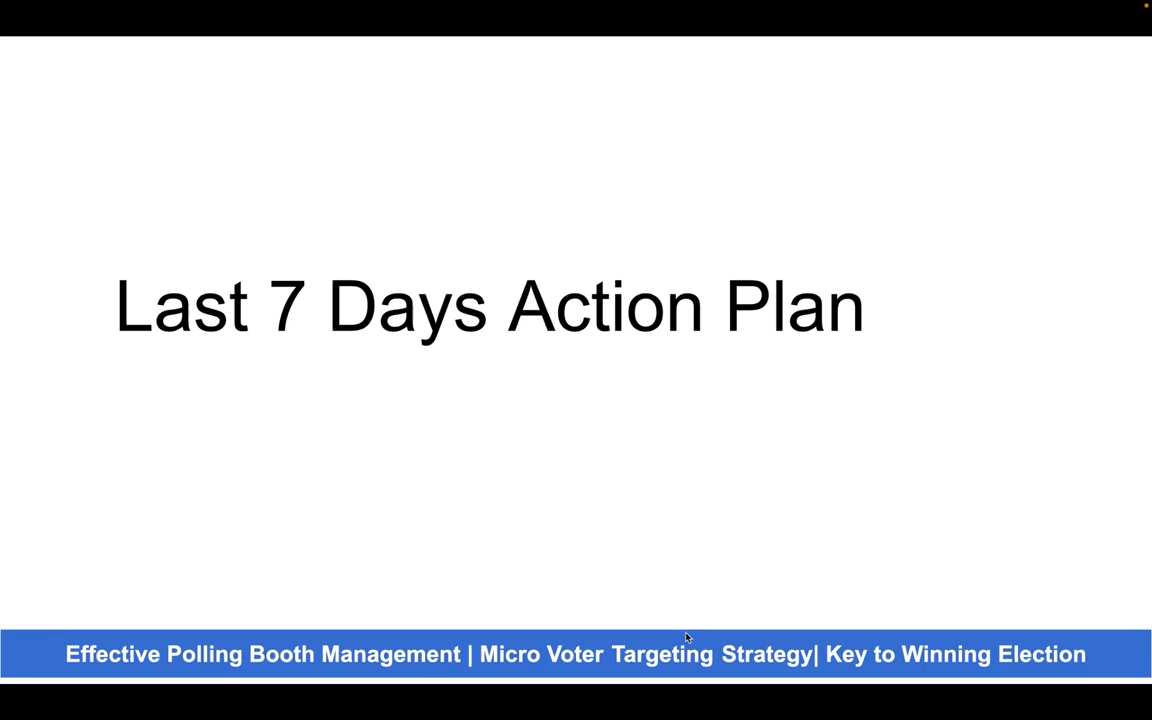 Last 7 Days Action Plan
Effective Polling Booth Management | Micro Voter Targeting Strategy| Key to Winning Election